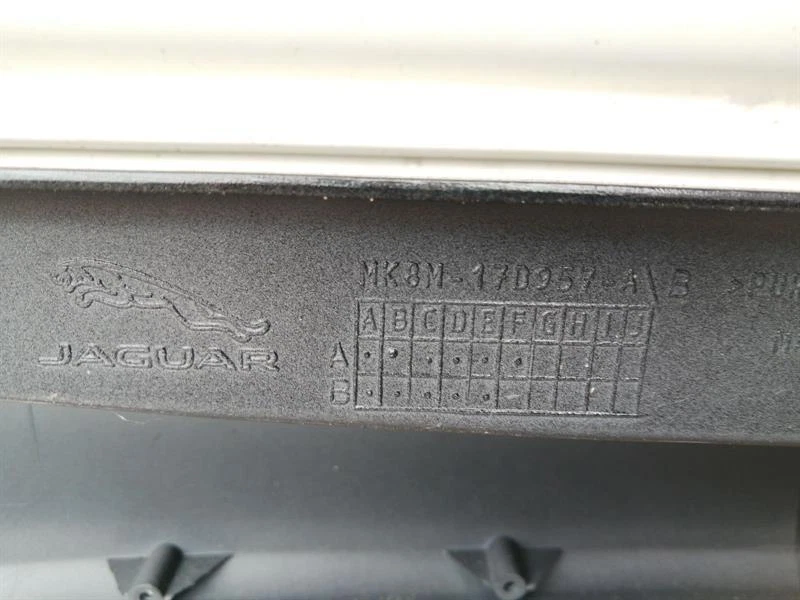 MK8M-17D957-A\B
JAGUAR
A B C D E F G H I J
A
B